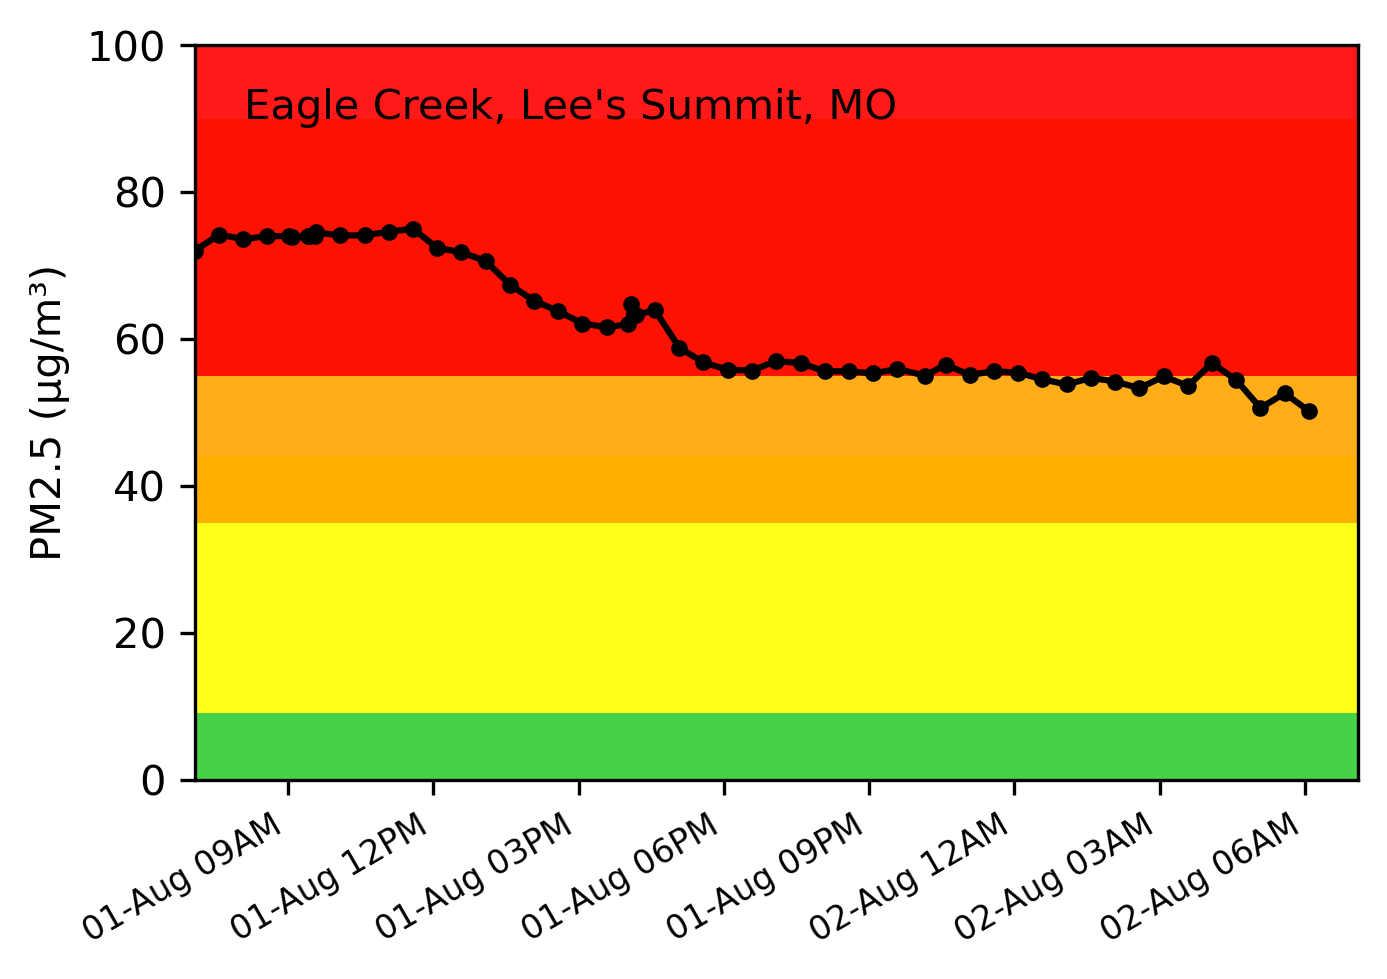 Eagle Creek, Lee's Summit, MO
PM2.5 (µg/m³)
100
80
60
40
20
0
01-Aug 09AM
01-Aug 12PM
01-Aug 03PM
01-Aug 06PM
01-Aug 09PM
02-Aug 12AM
02-Aug 03AM
02-Aug 06AM